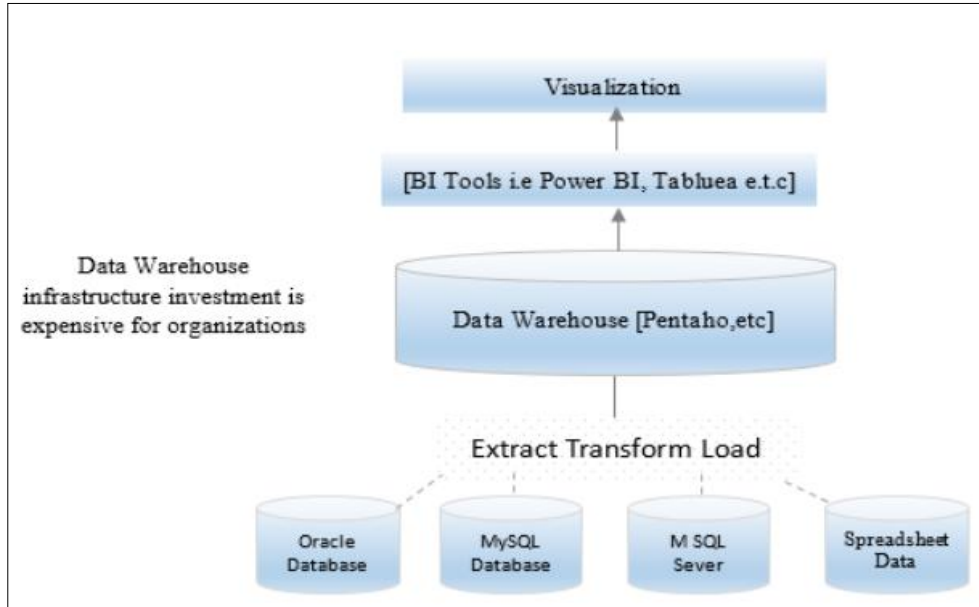 Visualization
[BI Tools i.e Power BI, Tabluea e.t.c]
Data Warehouse
infrastructure investment is
expensive for organizations
Data Warehouse [Pentaho,etc]
Extract Transform Load
Oracle
Database
MySQL
Database
M SQL
Sever
Spreadsheet
Data